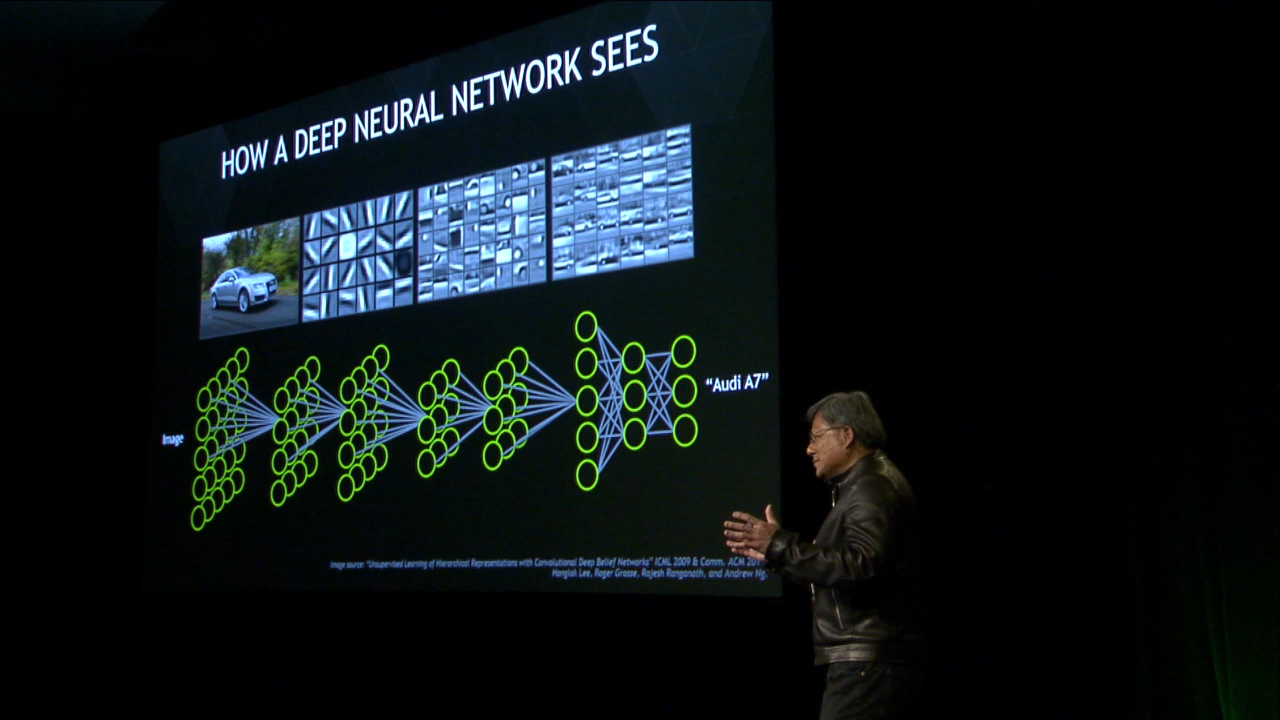 HOW A DEEP NEURAL NETWORK SEES
Image
“Audi A7”
Image source: “Unsupervised Learning of Hierarchical Representations with Convolutional Deep Belief Networks” ICML 2009 & Comm. ACM
Honglak Lee, Roger Grosse, Rajesh Ranganath, and Andrew Ng.